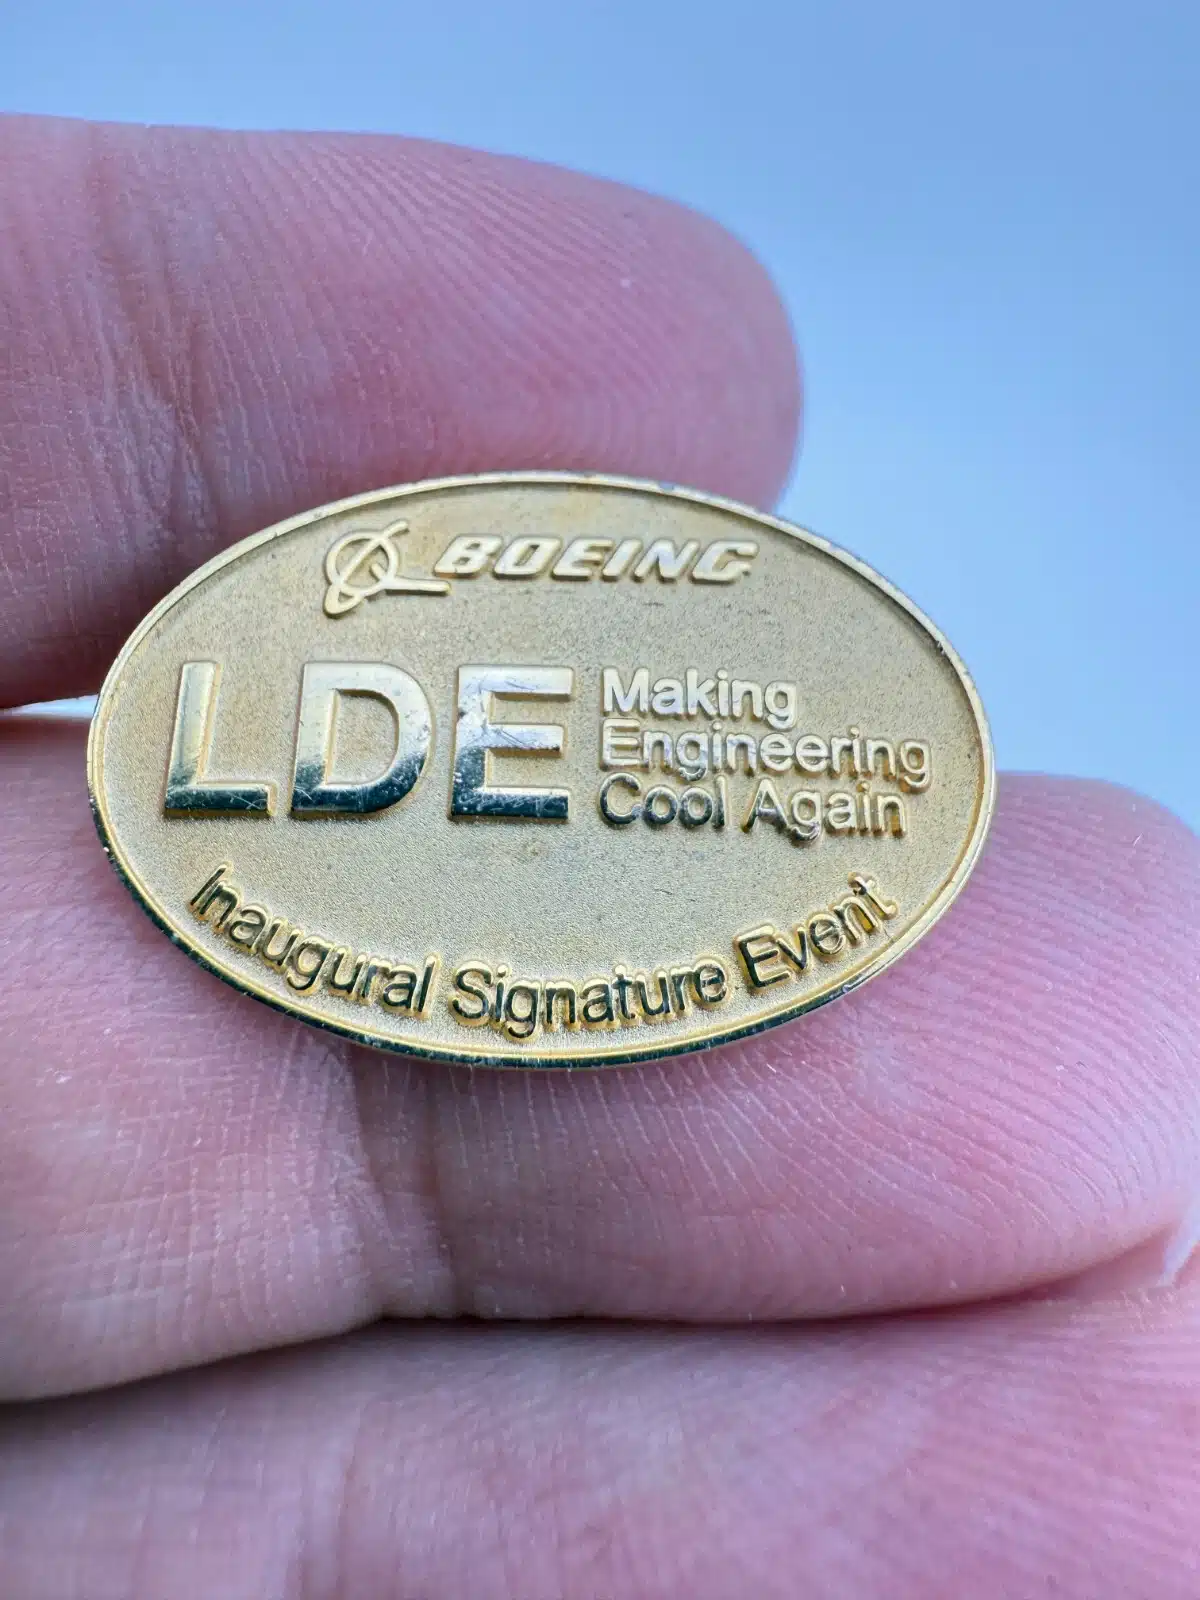 BOEING
LDE
Making
Engineering
Cool Again
Inaugural Signature Event